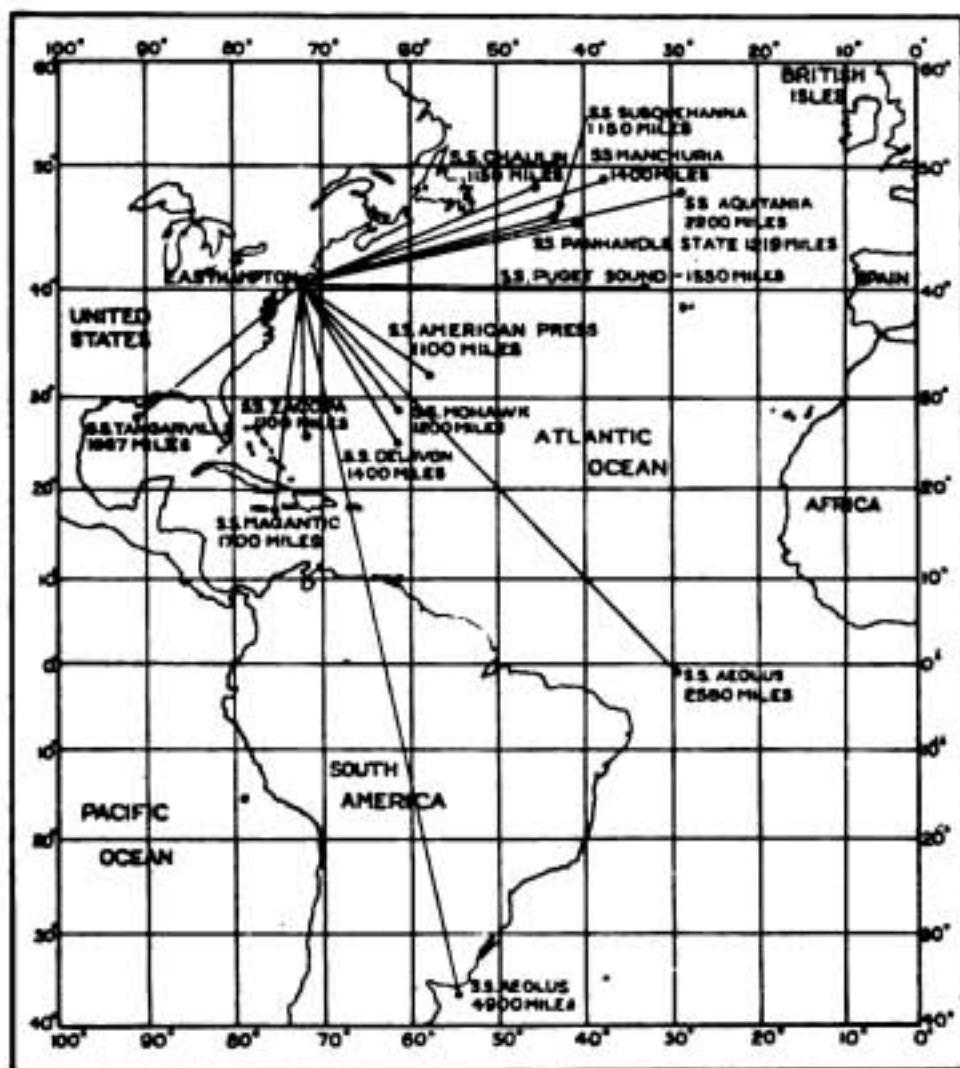 100° 90° 80° 70° 60° 50° 40° 30° 20° 10° 0°
60° 60°
BRITISH
ISLES
S.S. SUSQUEHANNA
1150 MILES
S.S. CHAULIN
1150 MILES
S.S. MANCHURIA
1400 MILES
50° 50°
S.S. AQUITANIA
2200 MILES
S.S. PANHANDLE STATE 1219 MILES
EASTHAMPTON
S.S. PUGET SOUND - 1550 MILES
SPAIN
40° 40°
UNITED
STATES
S.S. AMERICAN PRESS
1100 MILES
30° 30°
S.S. TANGARVILLE
MILES
S.S. ZACOPA
MILES
S.S. MOHAWK
1200 MILES
S.S. DELAVON
1400 MILES
ATLANTIC
OCEAN
20° 20°
AFRICA
S.S. MAGANTIC
1700 MILES
10° 10°
0° 0°
S.S. AEOLUS
2580 MILES
10° 10°
SOUTH
AMERICA
PACIFIC
OCEAN
20° 20°
30° 30°
S.S. AEOLUS
4900 MILES
40° 40°
100° 90° 80° 70° 60° 50° 40° 30° 20° 10° 0°